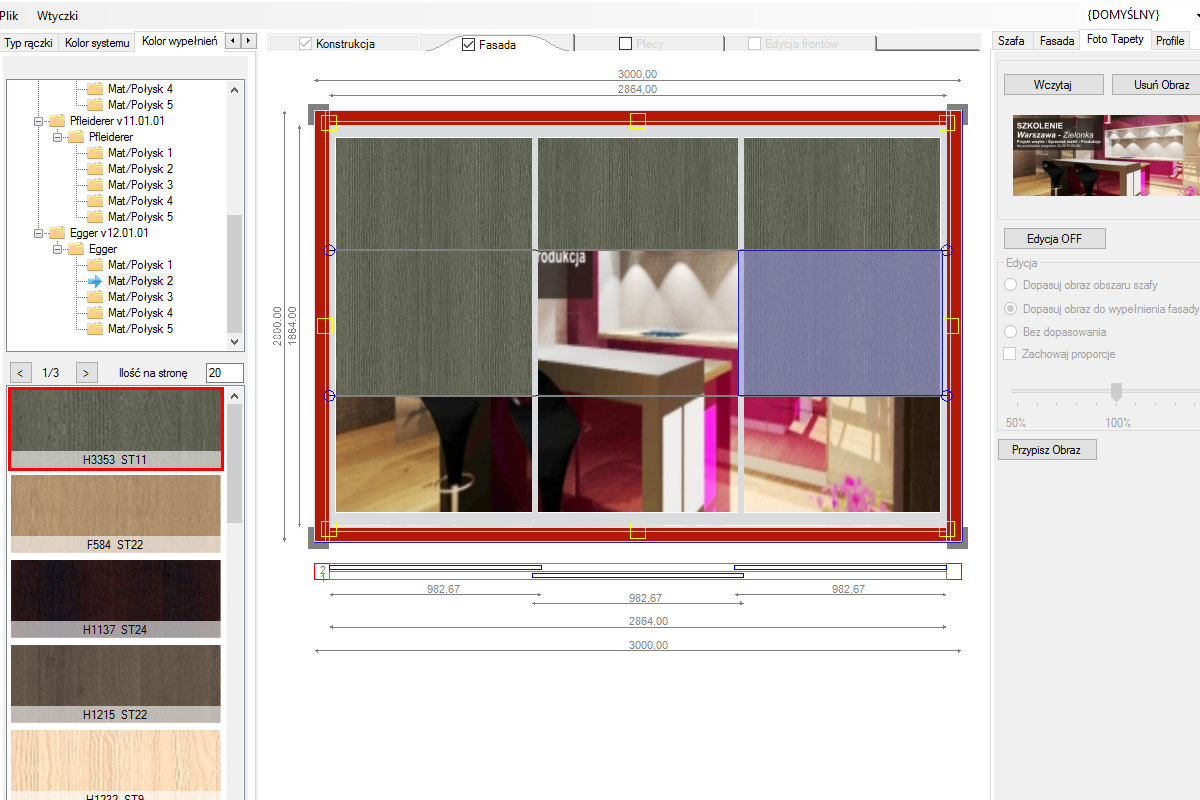 Plik Wtyczki
{DOMYŚLNY}
Typ rączki Kolor systemu Kolor wypełnień
Mat/Połysk 4
Mat/Połysk 5
Pfleiderer v11.01.01
Pfleiderer
Mat/Połysk 1
Mat/Połysk 2
Mat/Połysk 3
Mat/Połysk 4
Mat/Połysk 5
Egger v12.01.01
Egger
Mat/Połysk 1
Mat/Połysk 2
Mat/Połysk 3
Mat/Połysk 4
Mat/Połysk 5
< 1/3 > Ilość na stronę 20
H3353 ST11
F584 ST22
H1137 ST24
H1215 ST22
H1232 ST9
Konstrukcja Fasada Plecy Edycja frontów
3000,00
2864,00
2000,00
1864,00
rodukcja
2
1
982,67
982,67
982,67
2864,00
3000,00
Szafa Fasada Foto Tapety Profile
Wczytaj Usuń Obraz
SZKOLENIE
Warszawa - Zielonka
Projekt wnętrz - Sprzedaż mebli - Produkcja
Edycja OFF
Edycja
Dopasuj obraz obszaru szafy
Dopasuj obraz do wypełnienia fasady
Bez dopasowania
Zachowaj proporcje
50% 100%
Przypisz Obraz